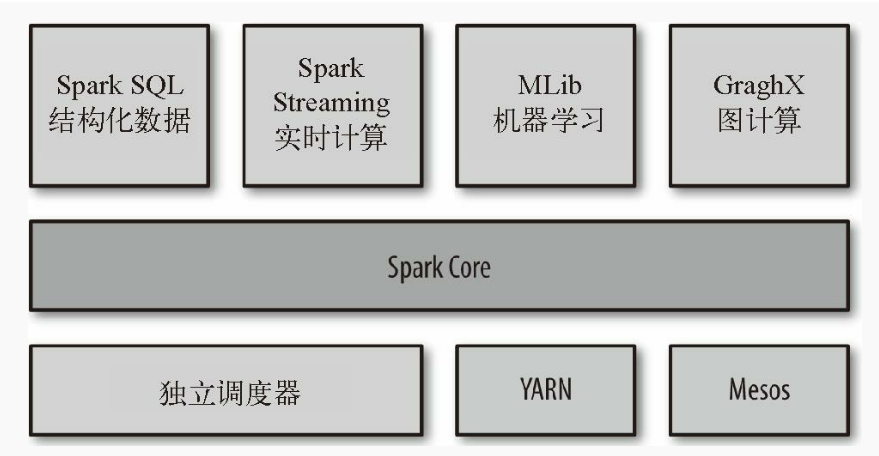 Spark SQL
结构化数据
Spark
Streaming
实时计算
MLib
机器学习
GraghX
图计算
Spark Core
独立调度器
YARN
Mesos